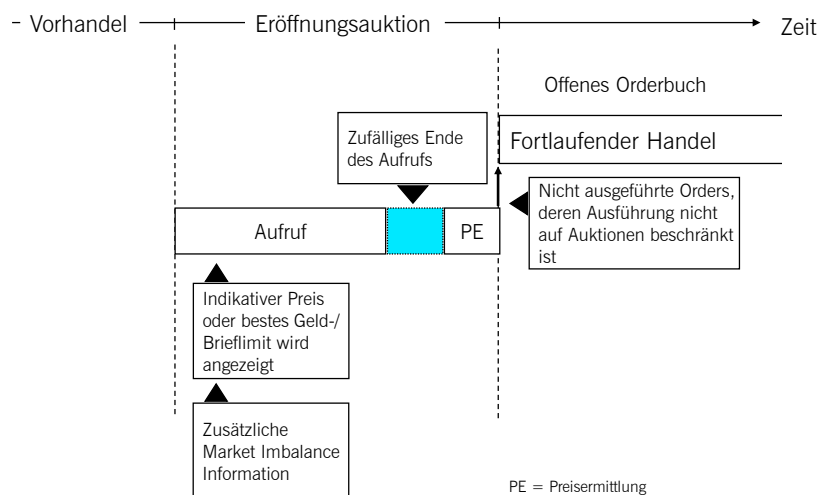 Vorhandel
Eröffnungsauktion
Zeit
Offenes Orderbuch
Zufälliges Ende
des Aufrufs
Fortlaufender Handel
Nicht ausgeführte Orders,
deren Ausführung nicht
auf Auktionen beschränkt
ist
Aufruf
PE
Indikativer Preis
oder bestes Geld-/
Brieflimit wird
angezeigt
Zusätzliche
Market Imbalance
Information
PE = Preisermittlung